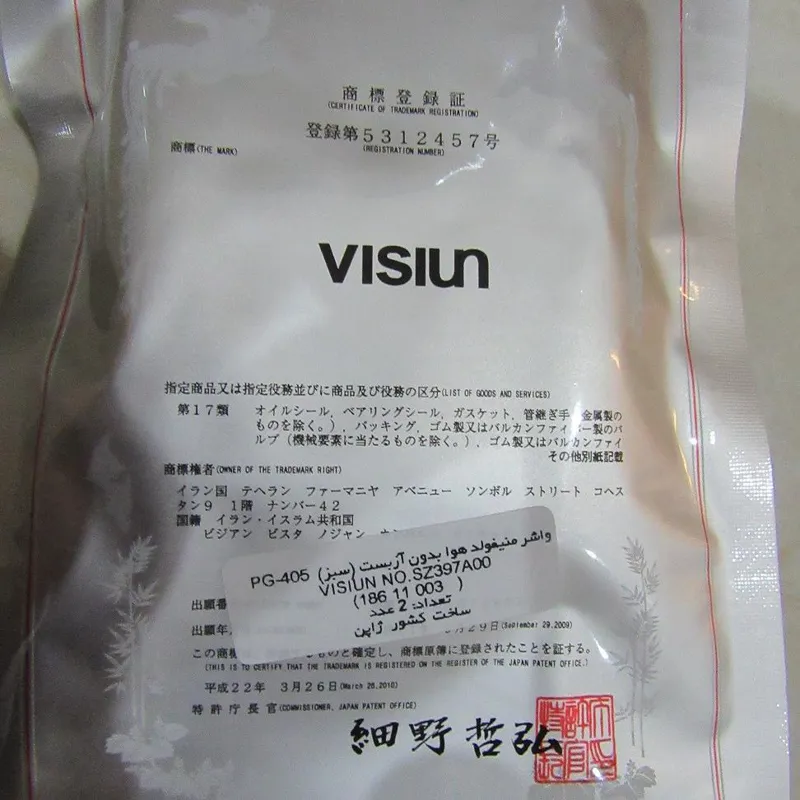 商標登録証
(CERTIFICATE OF TRADEMARK REGISTRATION)
登録第5312457号
(REGISTRATION NUMBER)
商標(THE MARK)
VISIUN
指定商品又は指定役務並びに商品及び役務の区分(LIST OF GOODS AND SERVICES)
第17類 オイルシール，ベアリングシール，ガスケット，管継ぎ手（金属製の
ものを除く。），パッキング，ゴム製又はバルカンファイバー製のバ
ルブ（機械要素に当たるものを除く。），ゴム製又はバルカンファイ
その他別紙記載
商標権者(OWNER OF THE TRADEMARK RIGHT)
イラン国 テヘラン ファーマニヤ アベニュー ソンボル ストリート コヘス
タン9 1階 ナンバー42
国籍 イラン・イスラム共和国
ビジアン ビスタ ノジャン
واشر منیفولد هوا بدون آربست (سبز) PG-405
VISIUN NO.SZ397A00
(186 11 003 )
تعداد: 2 عدد
ساخت کشور ژاپن
出願番
出願年 月29日(September 29,2009)
この商標 ものと確定し、商標原簿に登録されたことを証する。
(THIS IS TO CERTIFY THAT THE TRADEMARK IS REGISTERED ON THE REGISTER OF THE JAPAN PATENT OFFICE.)
平成22年 3月26日(March 26,2010)
特許庁長官(COMMISSIONER, JAPAN PATENT OFFICE)
細野哲弘